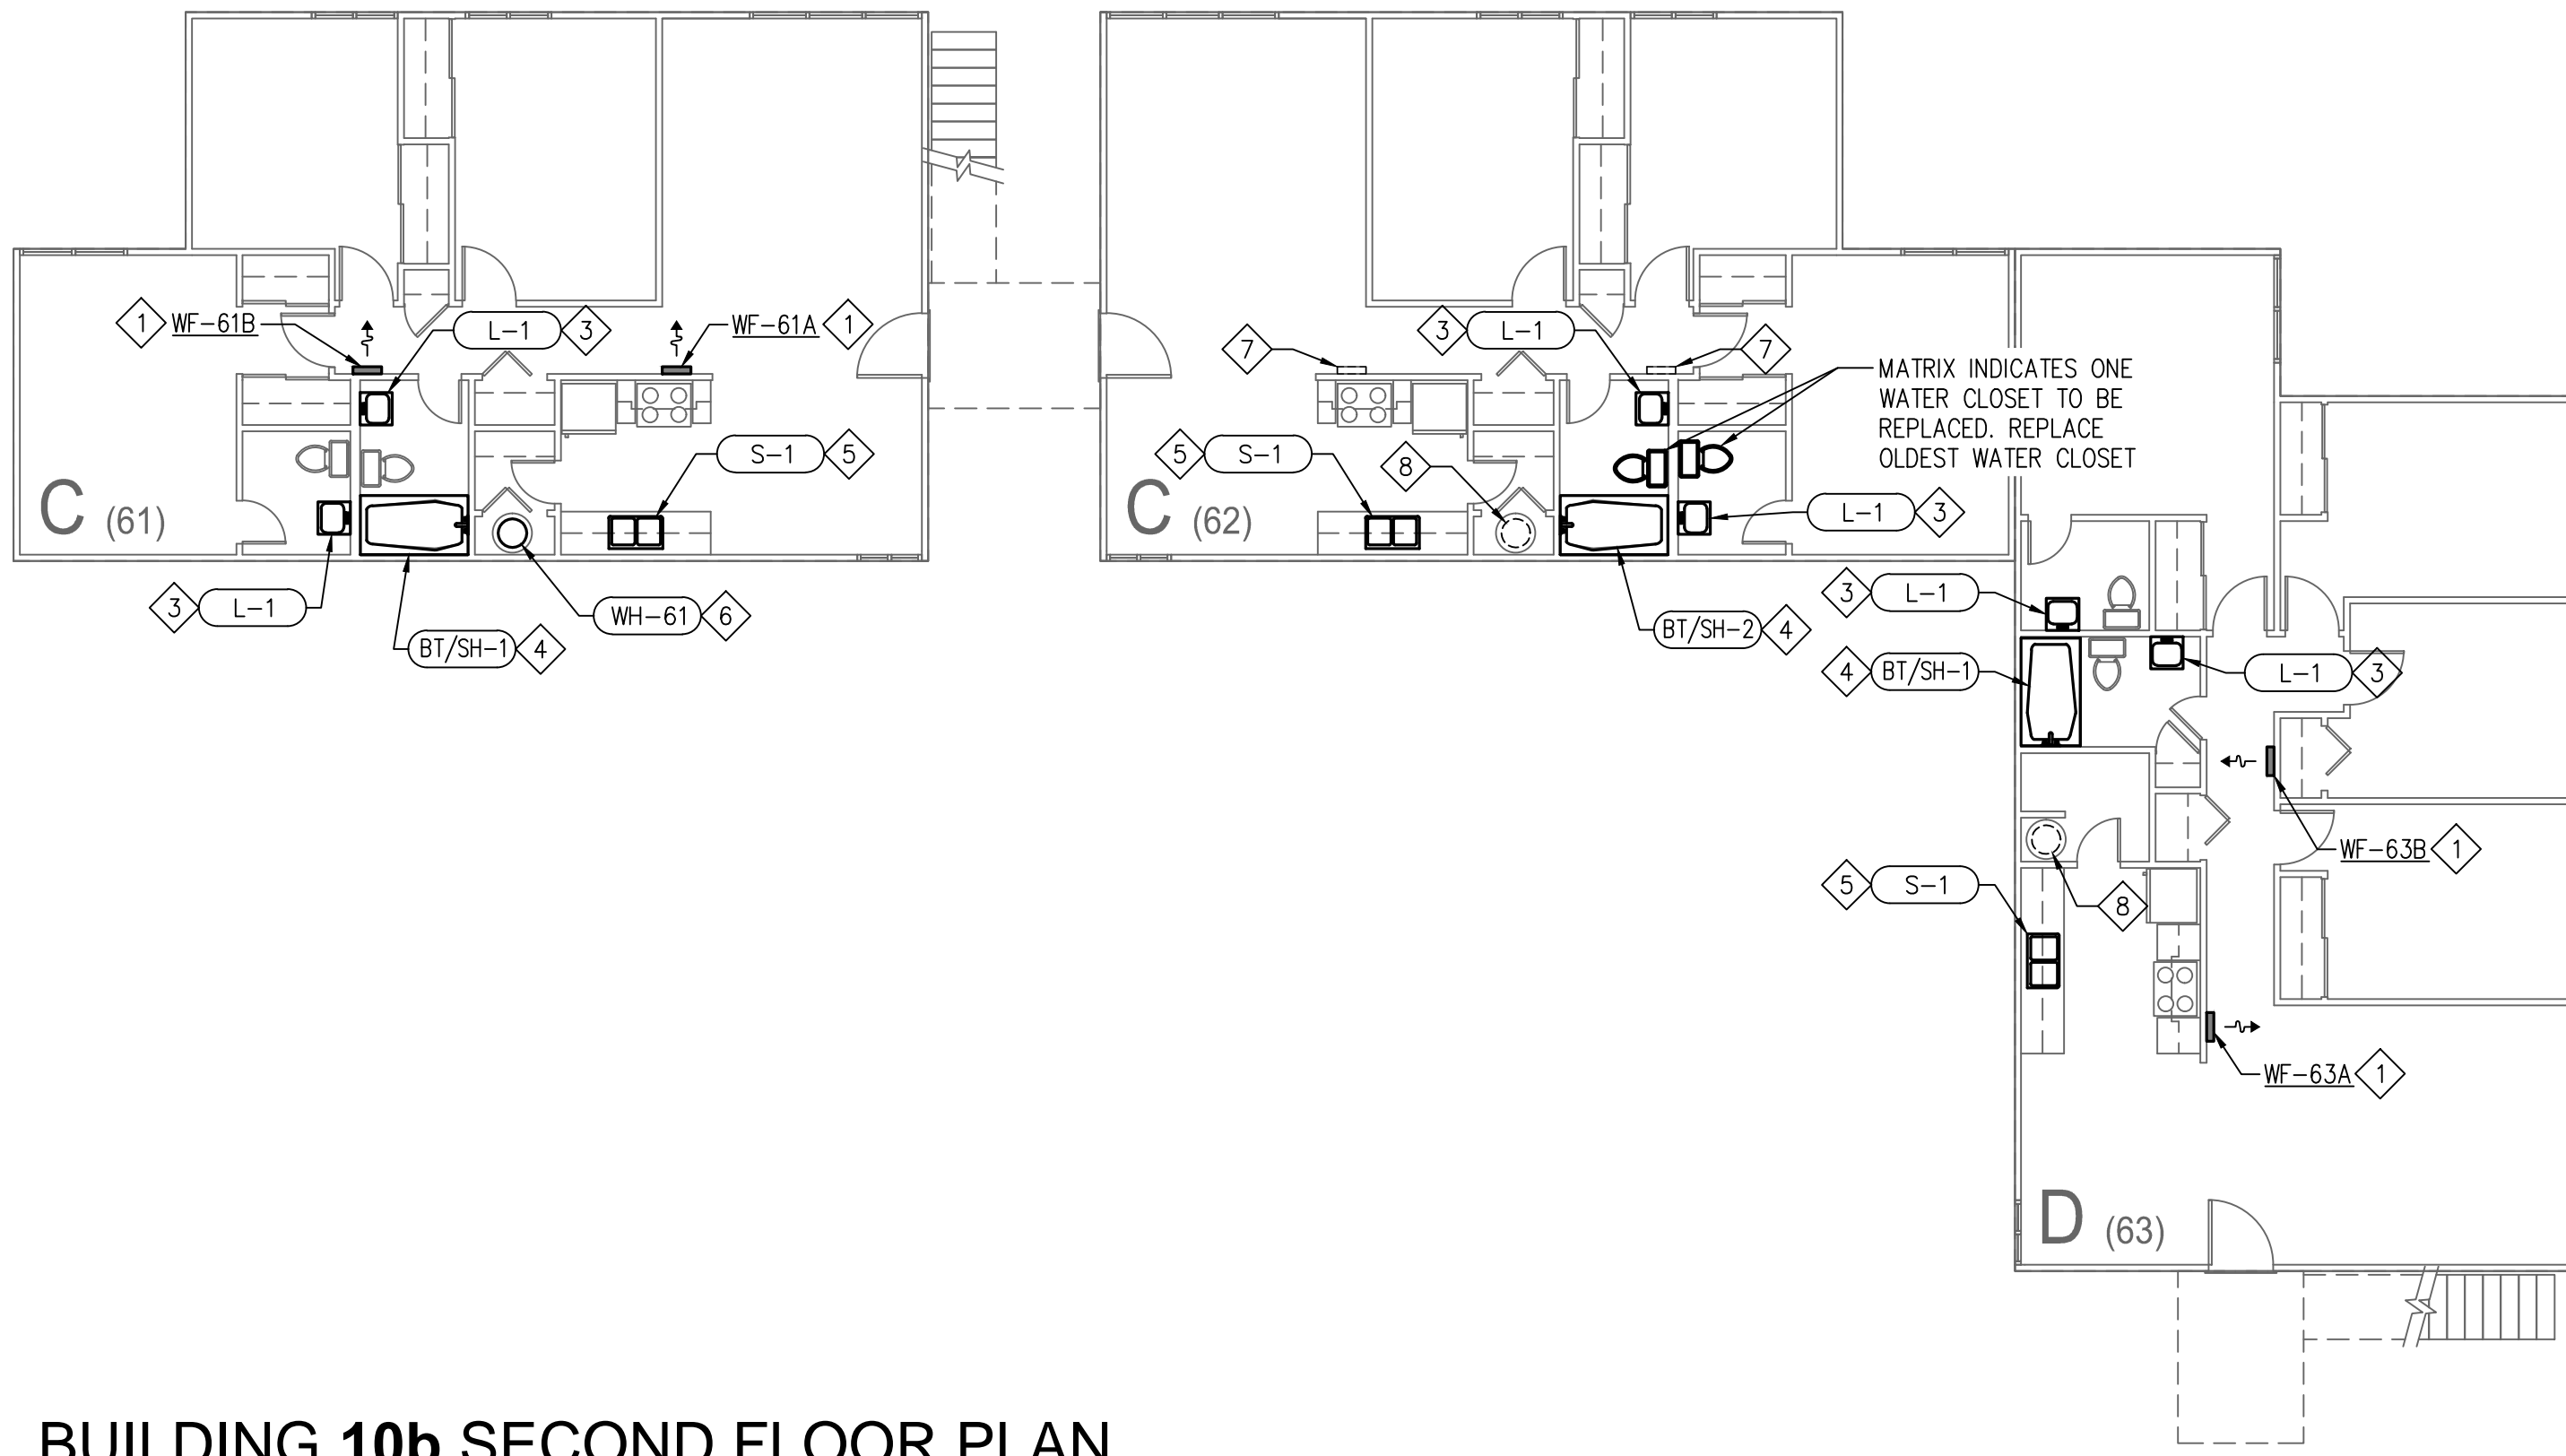 1 WF-61B
L-1 3
WF-61A 1
S-1 5
C (61)
3 L-1
WH-61 6
BT/SH-1 4
7
3 L-1
7
MATRIX INDICATES ONE
WATER CLOSET TO BE
REPLACED. REPLACE
OLDEST WATER CLOSET
5 S-1
8
C (62)
L-1 3
BT/SH-2 4
3 L-1
4 BT/SH-1
L-1 3
WF-63B 1
5 S-1
8
WF-63A 1
D (63)
BUILDING 10b SECOND FLOOR PLAN